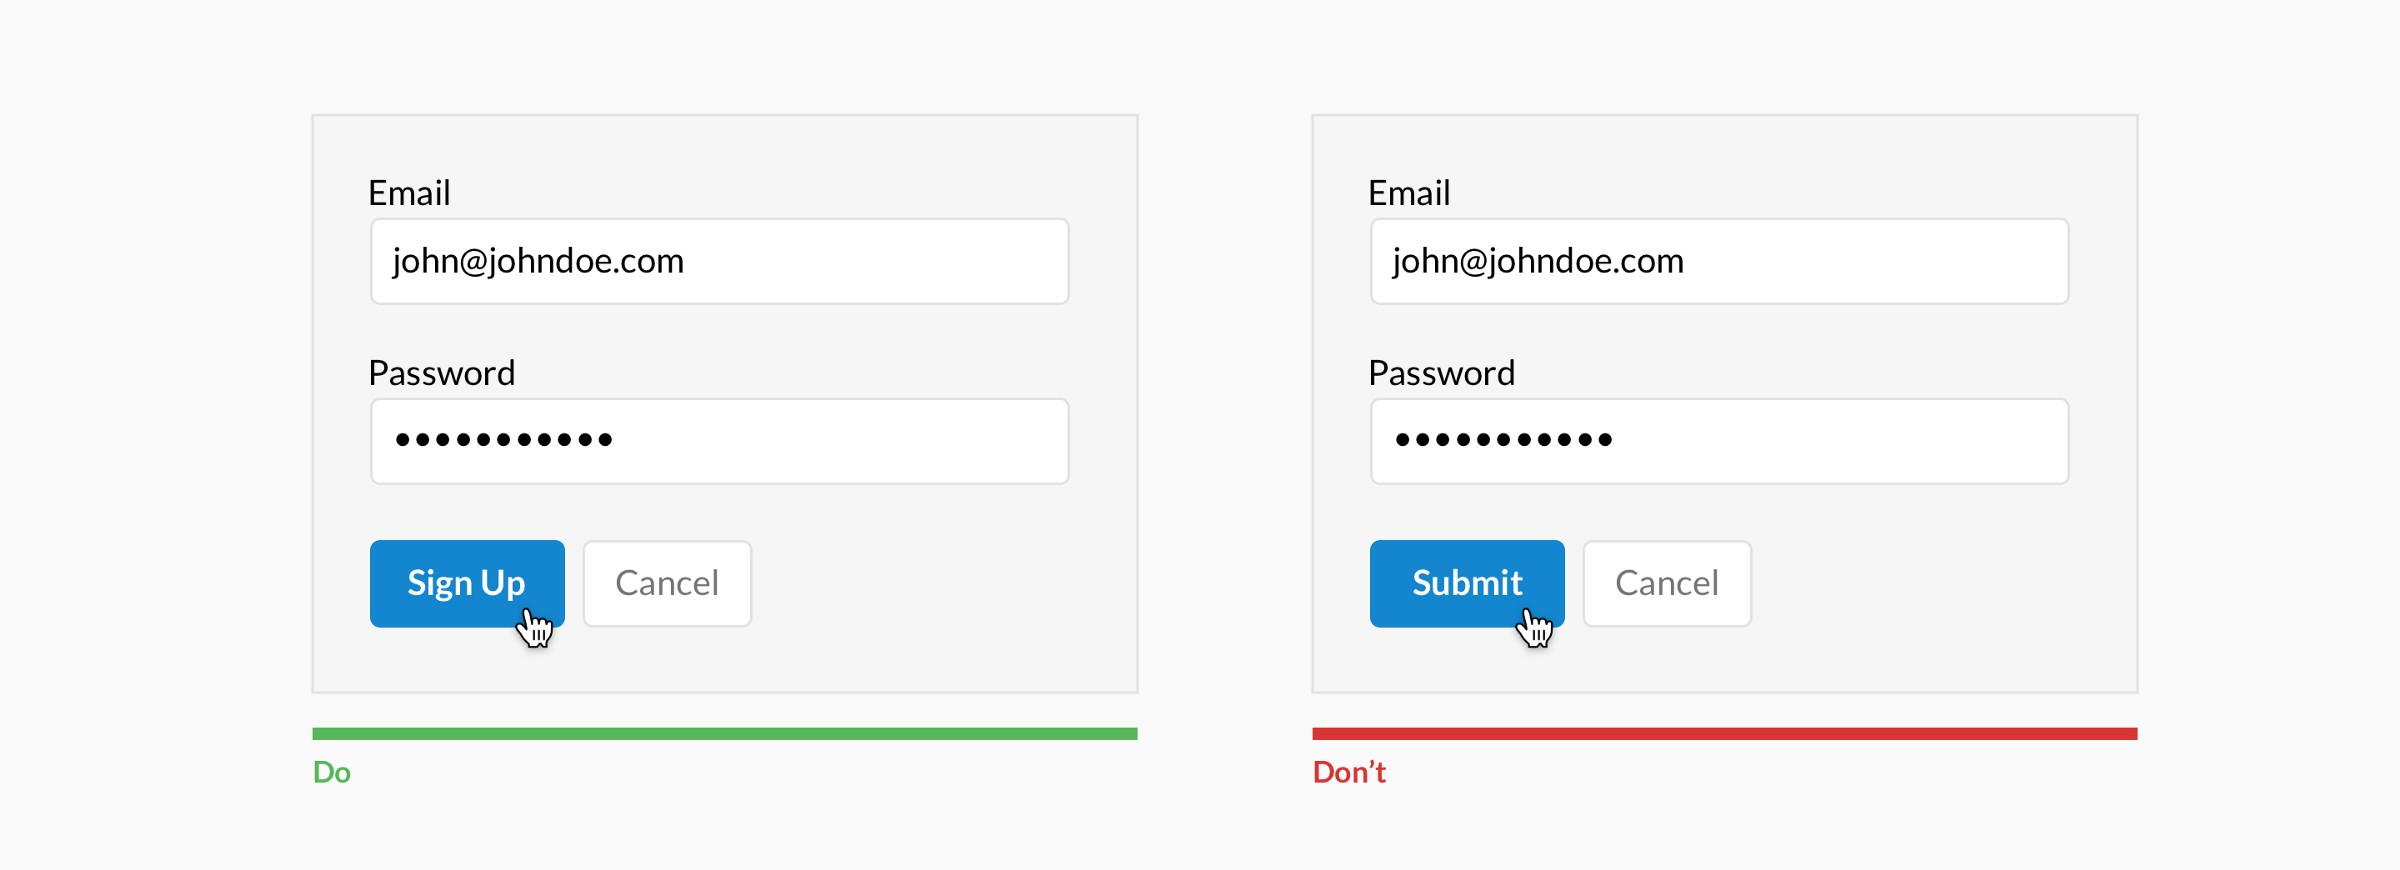 Email
john@johndoe.com
Password
•••••••••••
Sign Up Cancel
Do
Email
john@johndoe.com
Password
•••••••••••
Submit Cancel
Don’t